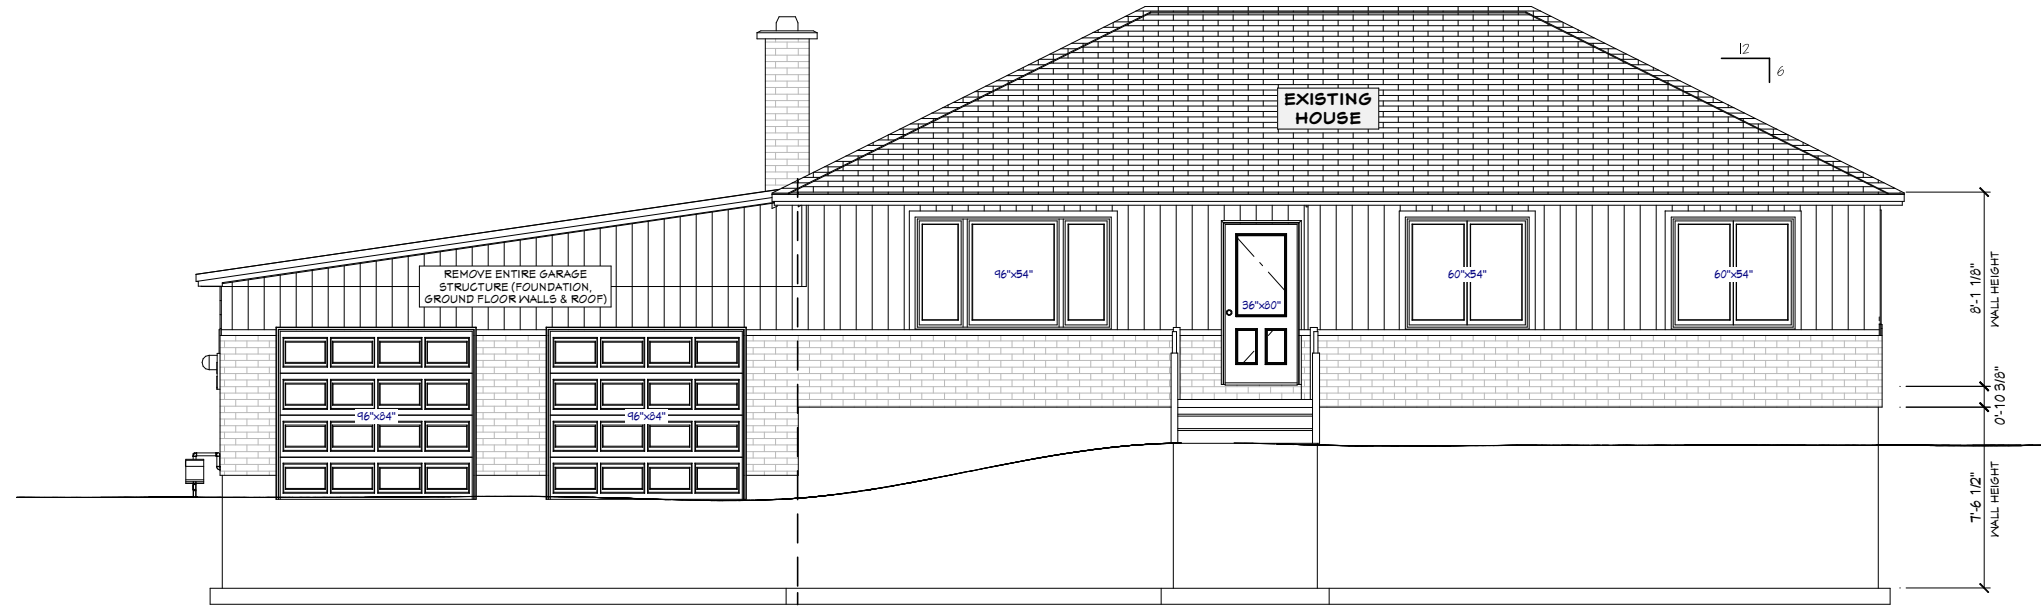 12
6
EXISTING
HOUSE
REMOVE ENTIRE GARAGE
STRUCTURE (FOUNDATION,
GROUND FLOOR WALLS & ROOF)
96"x54"
36"x80"
60"x54"
60"x54"
96"x84"
96"x84"
8'-1 1/8"
WALL HEIGHT
0'-10 3/8"
7'-6 1/2"
WALL HEIGHT